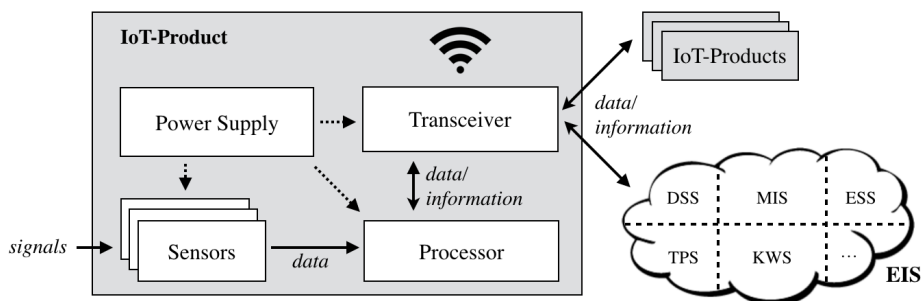 IoT-Product
IoT-Products
Power Supply
Transceiver
data/
information
data/
information
DSS
MIS
ESS
signals
Sensors
data
Processor
TPS
KWS
...
EIS